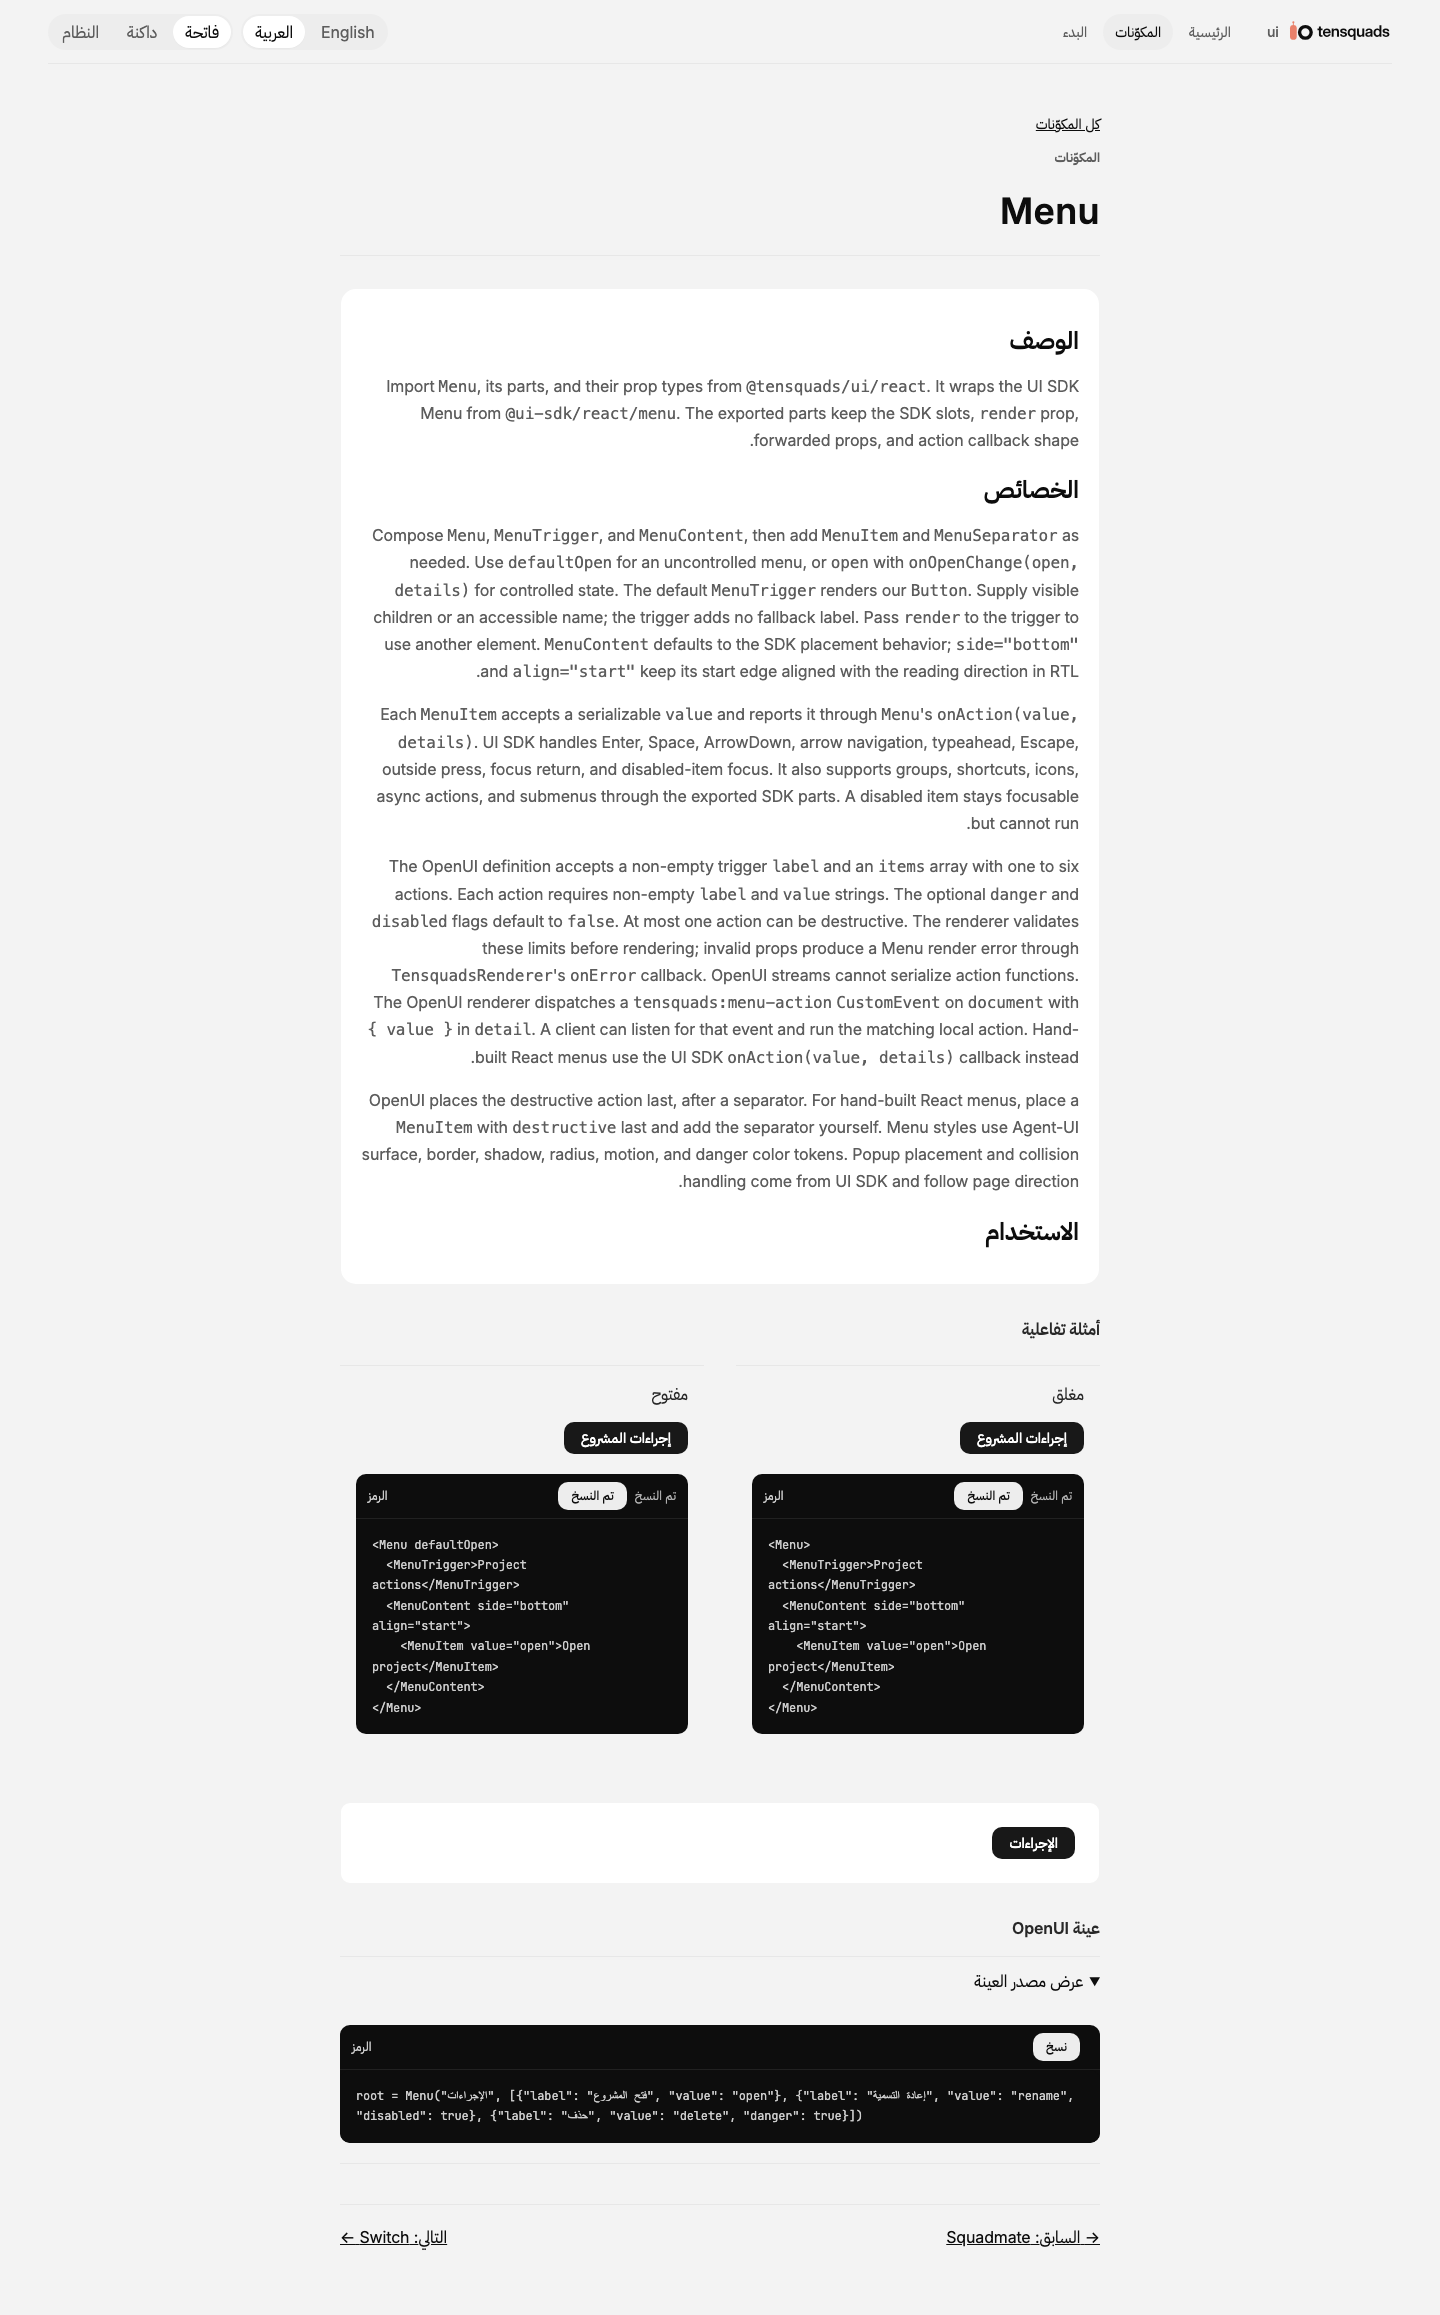 tensquads ui
الرئيسية
المكوّنات
البدء
English
العربية
فاتحة
داكنة
النظام
كل المكوّنات
المكوّنات
Menu
الوصف
Import Menu, its parts, and their prop types from @tensquads/ui/react. It wraps the UI SDK
Menu from @ui-sdk/react/menu. The exported parts keep the SDK slots, render prop,
forwarded props, and action callback shape.
الخصائص
Compose Menu, MenuTrigger, and MenuContent, then add MenuItem and MenuSeparator as
needed. Use defaultOpen for an uncontrolled menu, or open with onOpenChange(open,
details) for controlled state. The default MenuTrigger renders our Button. Supply visible
children or an accessible name; the trigger adds no fallback label. Pass render to the trigger to
use another element. MenuContent defaults to the SDK placement behavior; side="bottom"
and align="start" keep its start edge aligned with the reading direction in RTL.
Each MenuItem accepts a serializable value and reports it through Menu's onAction(value,
details). UI SDK handles Enter, Space, ArrowDown, arrow navigation, typeahead, Escape,
outside press, focus return, and disabled-item focus. It also supports groups, shortcuts, icons,
async actions, and submenus through the exported SDK parts. A disabled item stays focusable
but cannot run.
The OpenUI definition accepts a non-empty trigger label and an items array with one to six
actions. Each action requires non-empty label and value strings. The optional danger and
disabled flags default to false. At most one action can be destructive. The renderer validates
these limits before rendering; invalid props produce a Menu render error through
TensquadsRenderer's onError callback. OpenUI streams cannot serialize action functions.
The OpenUI renderer dispatches a tensquads:menu-action CustomEvent on document with
{ value } in detail. A client can listen for that event and run the matching local action. Hand-
built React menus use the UI SDK onAction(value, details) callback instead.
OpenUI places the destructive action last, after a separator. For hand-built React menus, place a
MenuItem with destructive last and add the separator yourself. Menu styles use Agent-UI
surface, border, shadow, radius, motion, and danger color tokens. Popup placement and collision
handling come from UI SDK and follow page direction.
الاستخدام
أمثلة تفاعلية
مغلق
إجراءات المشروع
تم النسخ
تم النسخ
الرمز
<Menu>
  <MenuTrigger>Project
actions</MenuTrigger>
  <MenuContent side="bottom"
align="start">
    <MenuItem value="open">Open
project</MenuItem>
  </MenuContent>
</Menu>
مفتوح
إجراءات المشروع
تم النسخ
تم النسخ
الرمز
<Menu defaultOpen>
  <MenuTrigger>Project
actions</MenuTrigger>
  <MenuContent side="bottom"
align="start">
    <MenuItem value="open">Open
project</MenuItem>
  </MenuContent>
</Menu>
الإجراءات
عينة OpenUI
▼ عرض مصدر العينة
نسخ
الرمز
root = Menu("الإجراءات", [{"label": "فتح المشروع", "value": "open"}, {"label": "إعادة التسمية", "value": "rename",
"disabled": true}, {"label": "حذف", "value": "delete", "danger": true}])
→ السابق: Squadmate
التالي: Switch ←